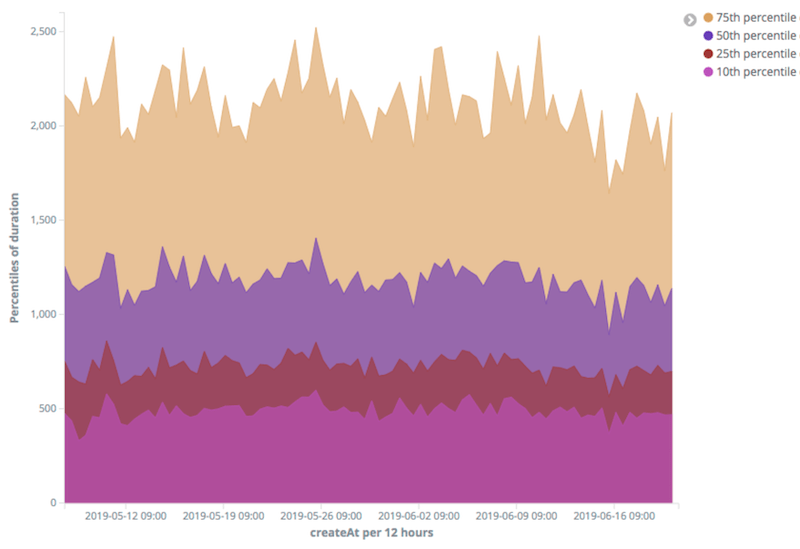 75th percentile
50th percentile
25th percentile
10th percentile
2,500
2,000
1,500
1,000
500
0
Percentiles of duration
2019-05-12 09:00 2019-05-19 09:00 2019-05-26 09:00 2019-06-02 09:00 2019-06-09 09:00 2019-06-16 09:00
createAt per 12 hours